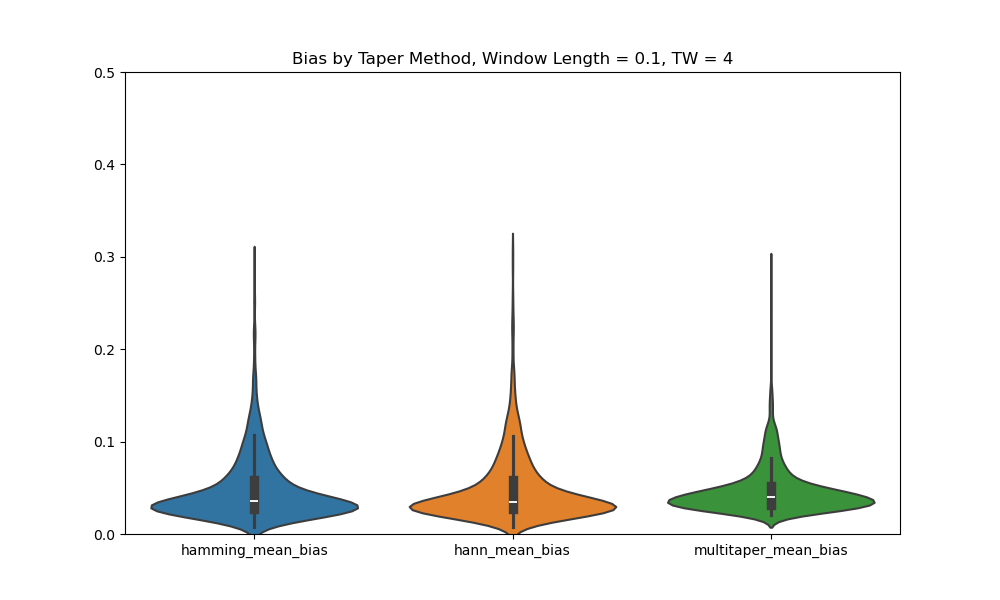 Bias by Taper Method, Window Length = 0.1, TW = 4
0.5
0.4
0.3
0.2
0.1
0.0
hamming_mean_bias
hann_mean_bias
multitaper_mean_bias